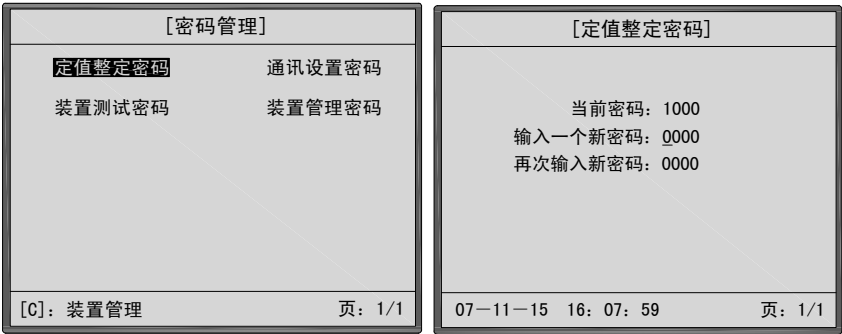 [密码管理]
定值整定密码 通讯设置密码
装置测试密码 装置管理密码
[C]：装置管理 页：1/1
[定值整定密码]
当前密码：1000
输入一个新密码：0000
再次输入新密码：0000
07－11－15 16：07：59 页：1/1